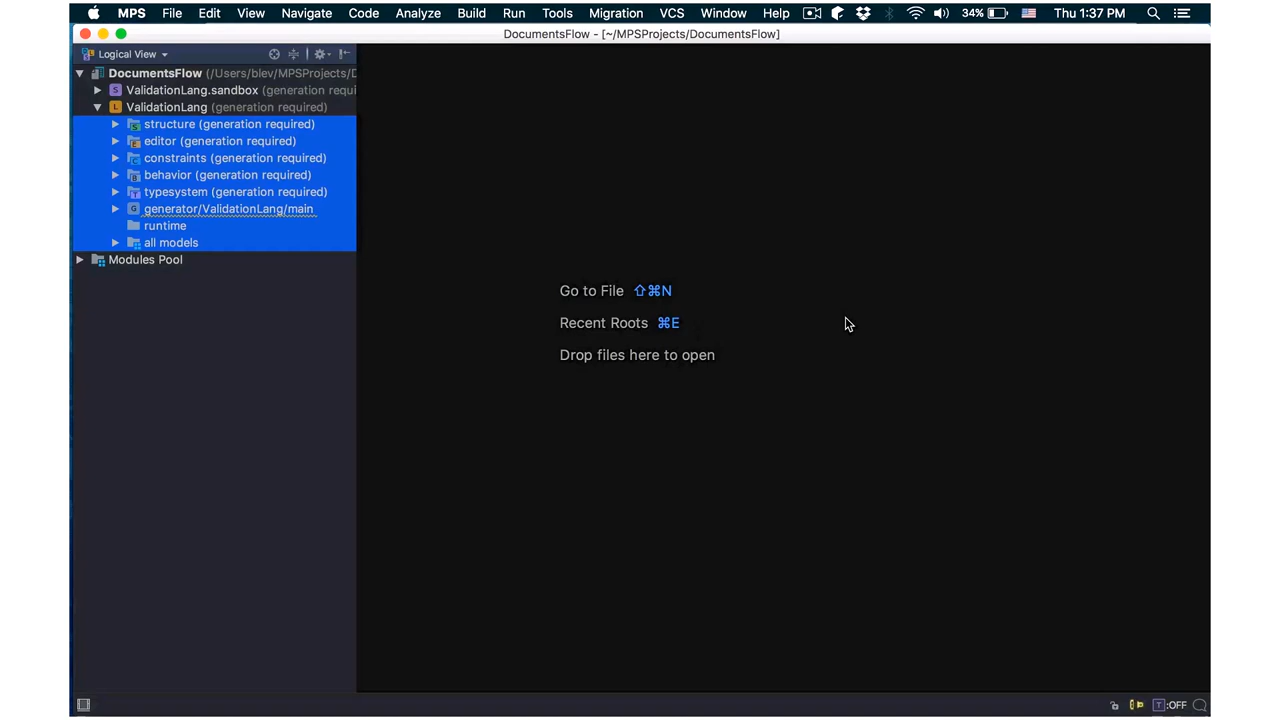 MPS File Edit View Navigate Code Analyze Build Run Tools Migration VCS Window Help 34% Thu 1:37 PM
DocumentsFlow - [~/MPSProjects/DocumentsFlow]
Logical View
DocumentsFlow (/Users/blev/MPSProjects/D
ValidationLang.sandbox (generation requi
ValidationLang (generation required)
structure (generation required)
editor (generation required)
constraints (generation required)
behavior (generation required)
typesystem (generation required)
generator/ValidationLang/main
runtime
all models
Modules Pool
Go to File ⇧⌘N
Recent Roots ⌘E
Drop files here to open
T :OFF